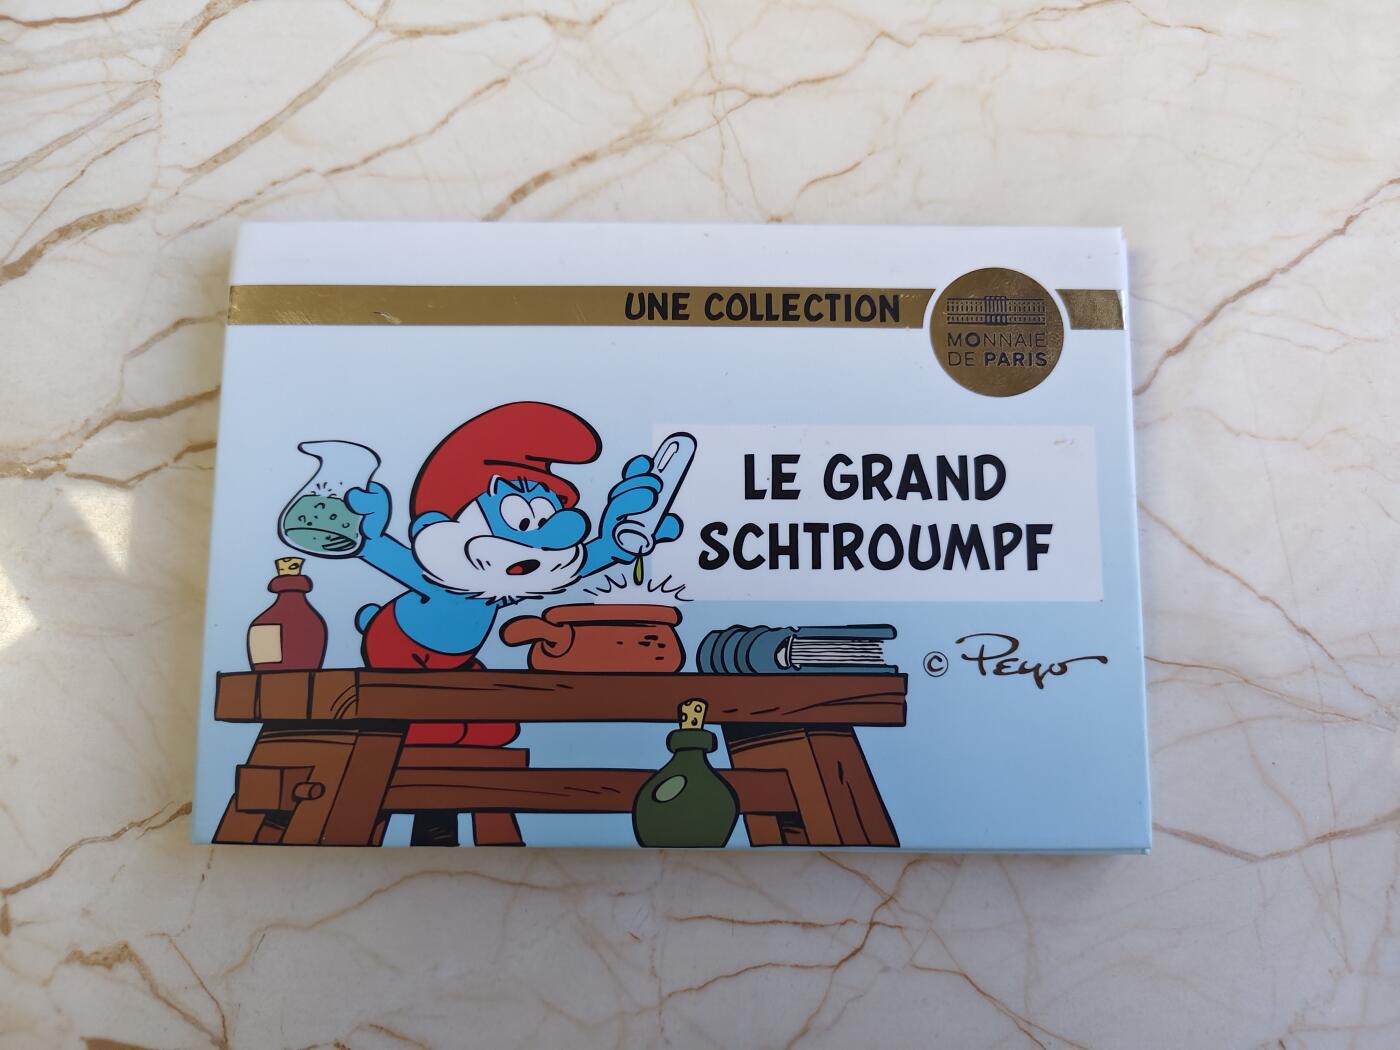 UNE COLLECTION
MONNAIE
DE PARIS
LE GRAND
SCHTROUMPF
© Peyo